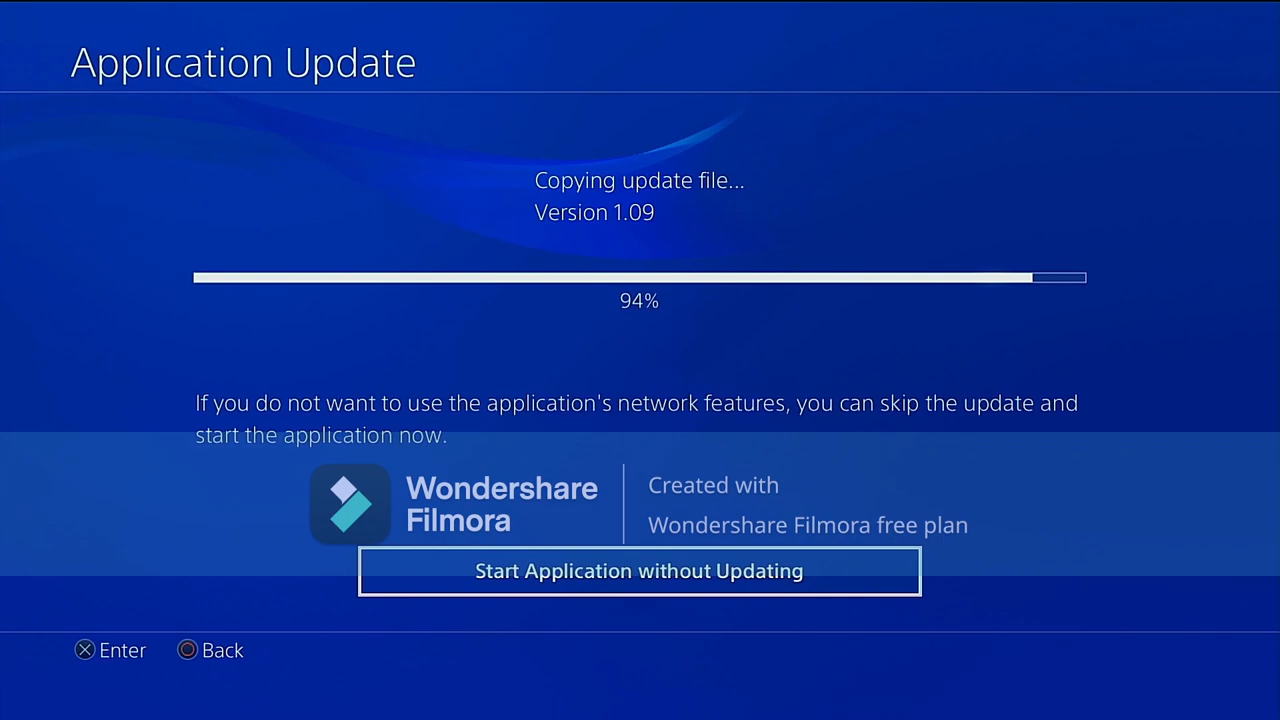 Application Update
Copying update file...
Version 1.09
94%
If you do not want to use the application's network features, you can skip the update and
start the application now.
Wondershare
Filmora
Created with
Wondershare Filmora free plan
Start Application without Updating
Enter
Back